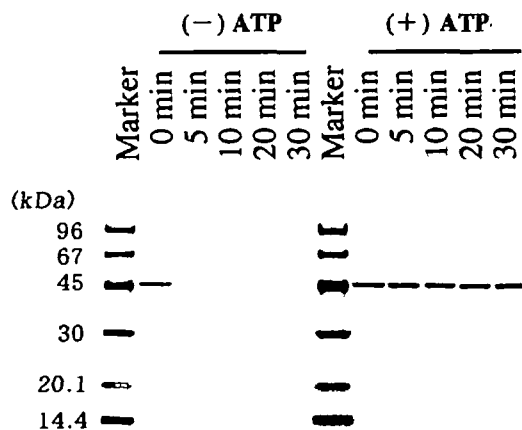 (−) ATP (+) ATP
Marker 0 min 5 min 10 min 20 min 30 min Marker 0 min 5 min 10 min 20 min 30 min
(kDa)
96
67
45
30
20.1
14.4